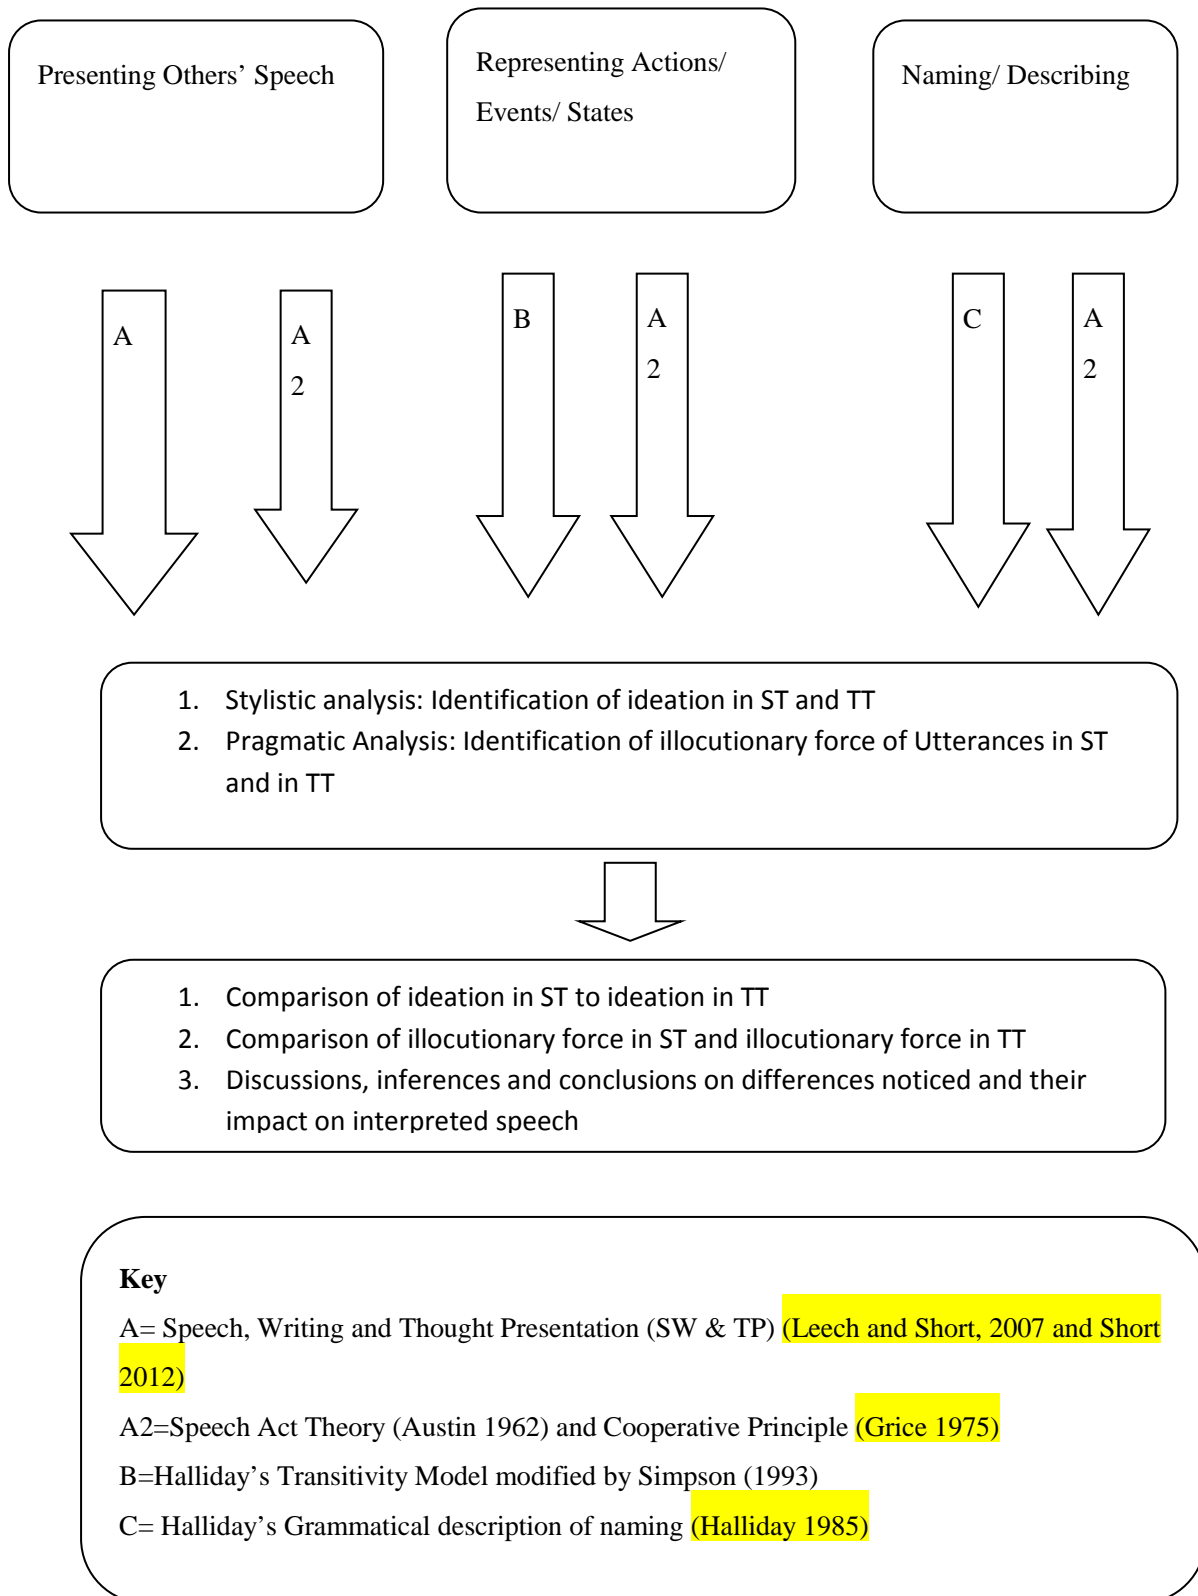 Presenting Others’ Speech
Representing Actions/
Events/ States
Naming/ Describing
A
A
2
B
A
2
C
A
2
1. Stylistic analysis: Identification of ideation in ST and TT
2. Pragmatic Analysis: Identification of illocutionary force of Utterances in ST
and in TT
1. Comparison of ideation in ST to ideation in TT
2. Comparison of illocutionary force in ST and illocutionary force in TT
3. Discussions, inferences and conclusions on differences noticed and their
impact on interpreted speech
Key
A= Speech, Writing and Thought Presentation (SW & TP) (Leech and Short, 2007 and Short
2012)
A2=Speech Act Theory (Austin 1962) and Cooperative Principle (Grice 1975)
B=Halliday’s Transitivity Model modified by Simpson (1993)
C= Halliday’s Grammatical description of naming (Halliday 1985)